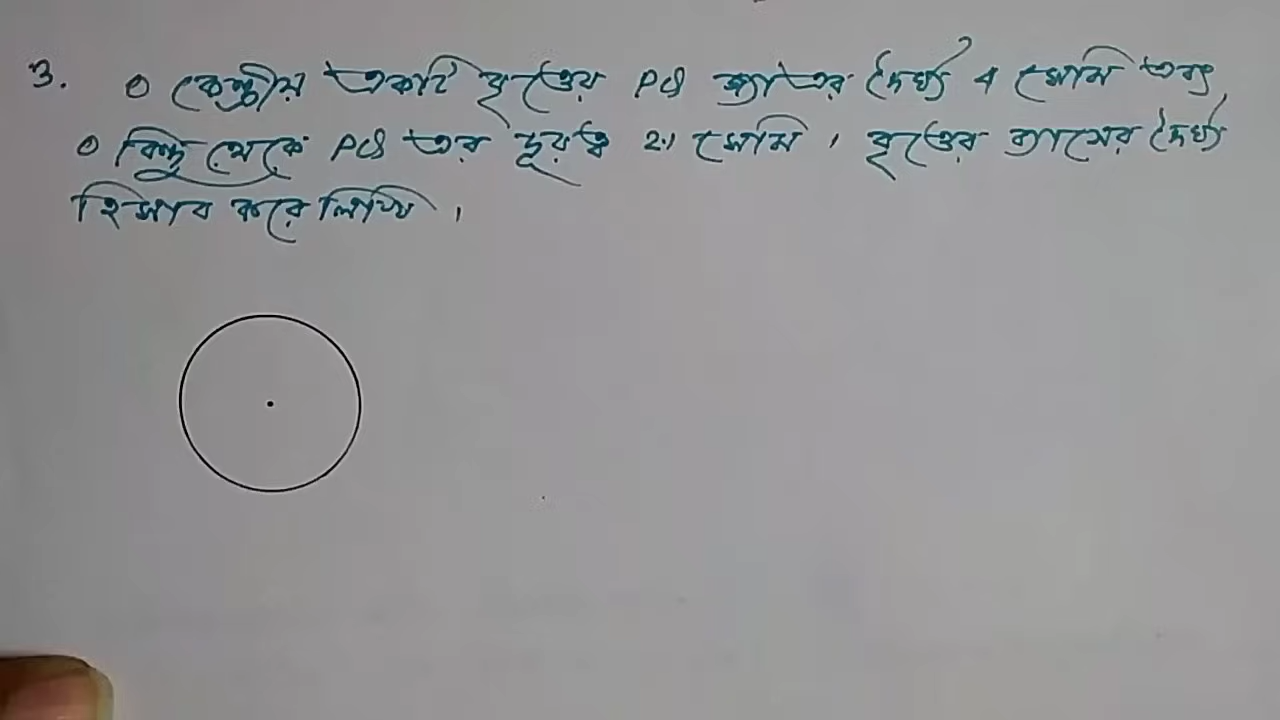 3. O কেন্দ্রীয় একটি বৃত্তের PQ জ্যা এর দৈর্ঘ্য 4 সেমি এবং
O বিন্দু থেকে PQ এর দূরত্ব 2.1 সেমি । বৃত্তের ব্যাসের দৈর্ঘ্য
হিসাব করে লিখি ।